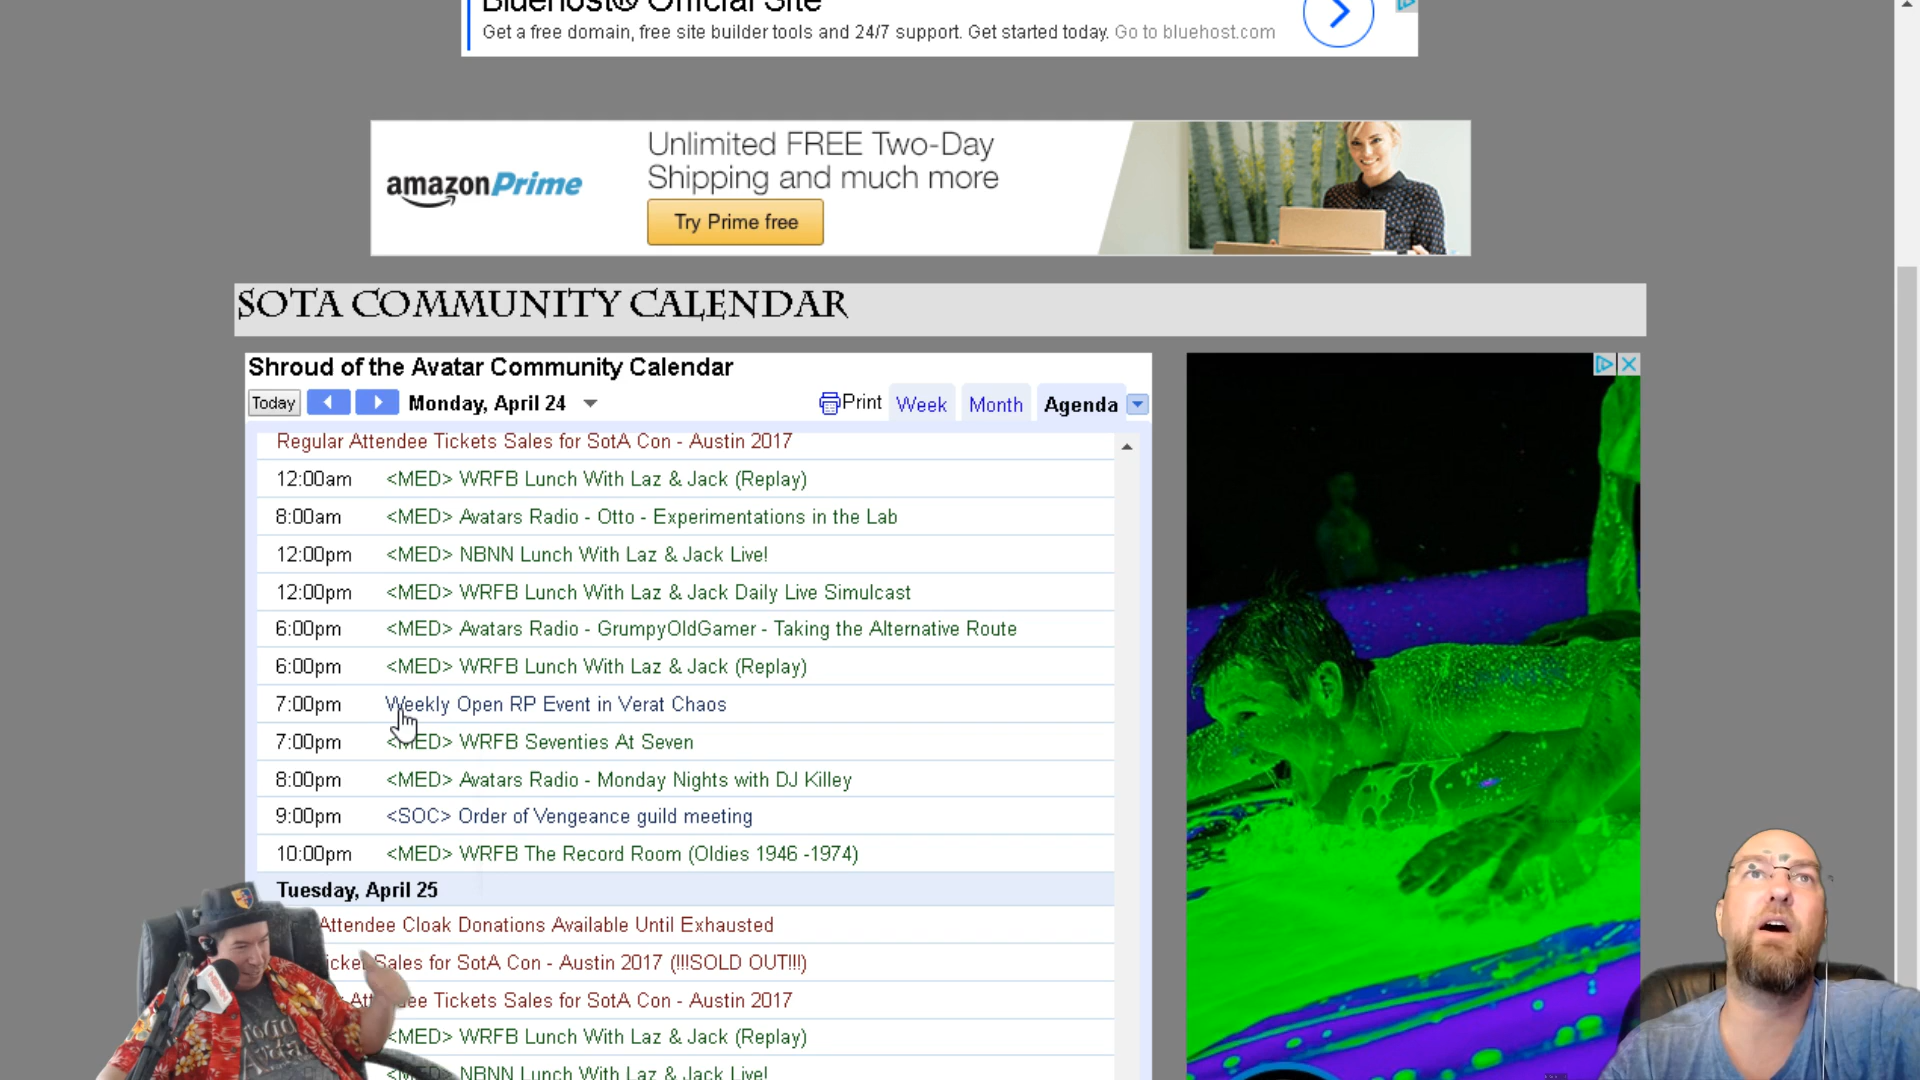 Bluehost® Official Site
Get a free domain, free site builder tools and 24/7 support. Get started today. Go to bluehost.com
amazonPrime
Unlimited FREE Two-Day
Shipping and much more
Try Prime free
SOTA COMMUNITY CALENDAR
Shroud of the Avatar Community Calendar
Today Monday, April 24 Print Week Month Agenda
Regular Attendee Tickets Sales for SotA Con - Austin 2017
12:00am <MED> WRFB Lunch With Laz & Jack (Replay)
8:00am <MED> Avatars Radio - Otto - Experimentations in the Lab
12:00pm <MED> NBNN Lunch With Laz & Jack Live!
12:00pm <MED> WRFB Lunch With Laz & Jack Daily Live Simulcast
6:00pm <MED> Avatars Radio - GrumpyOldGamer - Taking the Alternative Route
6:00pm <MED> WRFB Lunch With Laz & Jack (Replay)
7:00pm Weekly Open RP Event in Verat Chaos
7:00pm <MED> WRFB Seventies At Seven
8:00pm <MED> Avatars Radio - Monday Nights with DJ Killey
9:00pm <SOC> Order of Vengeance guild meeting
10:00pm <MED> WRFB The Record Room (Oldies 1946 -1974)
Tuesday, April 25
Attendee Cloak Donations Available Until Exhausted
Sales for SotA Con - Austin 2017 (!!!SOLD OUT!!!)
Tickets Sales for SotA Con - Austin 2017
<MED> WRFB Lunch With Laz & Jack (Replay)
<MED> NBNN Lunch With Laz & Jack Live!